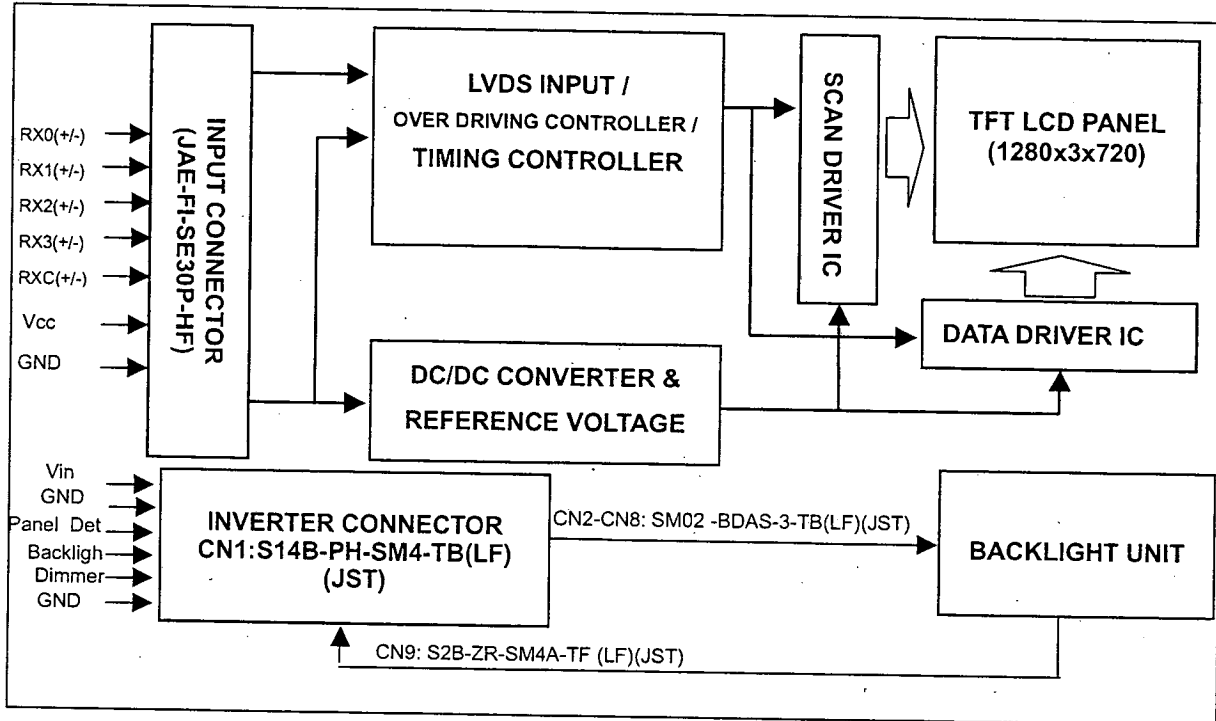 RX0(+/-)
RX1(+/-)
RX2(+/-)
RX3(+/-)
RXC(+/-)
Vcc
GND
INPUT CONNECTOR
(JAE-FI-SE30P-HF)
LVDS INPUT /
OVER DRIVING CONTROLLER /
TIMING CONTROLLER
SCAN DRIVER IC
TFT LCD PANEL
(1280x3x720)
DATA DRIVER IC
DC/DC CONVERTER &
REFERENCE VOLTAGE
Vin
GND
Panel Det
Backligh
Dimmer
GND
INVERTER CONNECTOR
CN1:S14B-PH-SM4-TB(LF)
(JST)
CN2-CN8: SM02 -BDAS-3-TB(LF)(JST)
BACKLIGHT UNIT
CN9: S2B-ZR-SM4A-TF (LF)(JST)